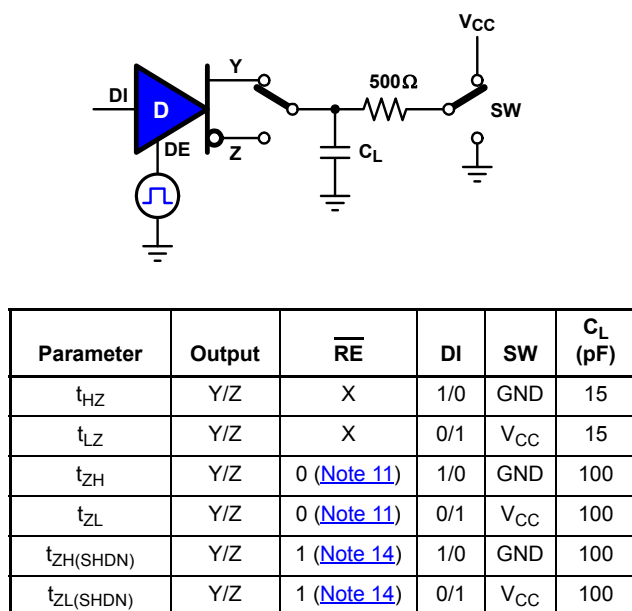 VCC
Y
500Ω
DI
D
SW
DE
Z
CL
Parameter Output RE DI SW CL (pF)
tHZ Y/Z X 1/0 GND 15
tLZ Y/Z X 0/1 VCC 15
tZH Y/Z 0 (Note 11) 1/0 GND 100
tZL Y/Z 0 (Note 11) 0/1 VCC 100
tZH(SHDN) Y/Z 1 (Note 14) 1/0 GND 100
tZL(SHDN) Y/Z 1 (Note 14) 0/1 VCC 100